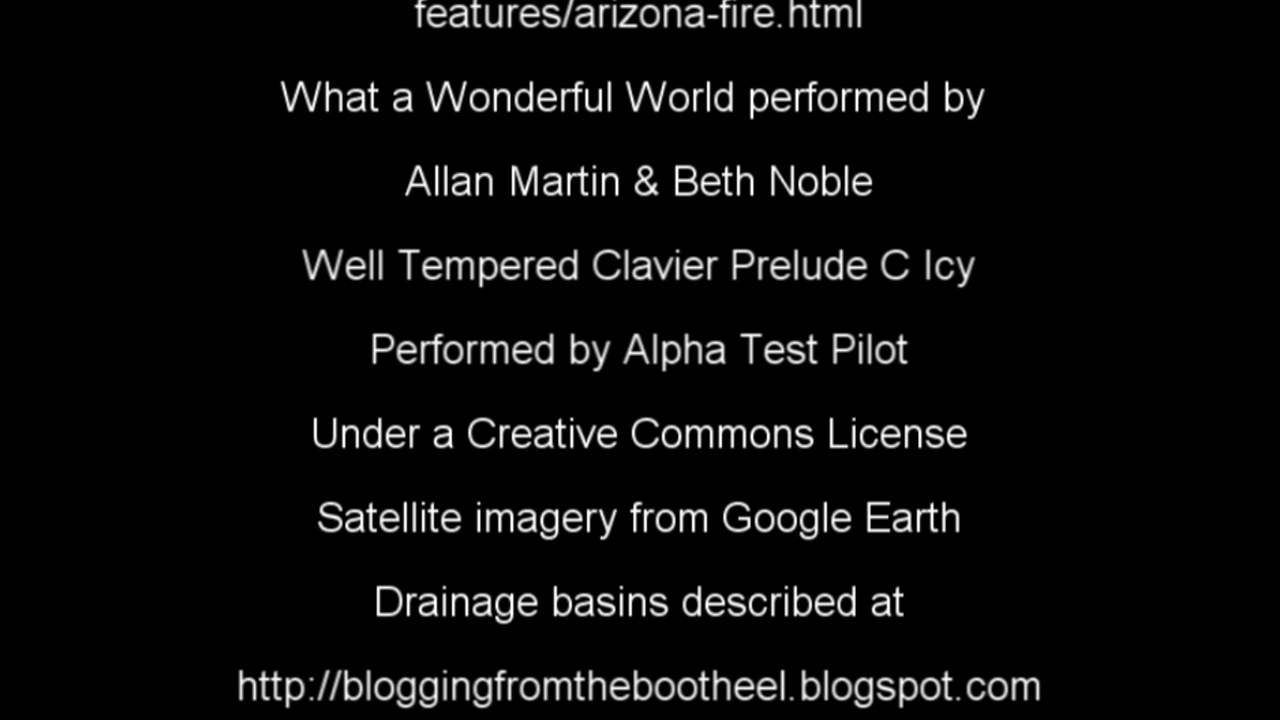 features/arizona-fire.html
What a Wonderful World performed by
Allan Martin & Beth Noble
Well Tempered Clavier Prelude C Icy
Performed by Alpha Test Pilot
Under a Creative Commons License
Satellite imagery from Google Earth
Drainage basins described at
http://bloggingfromthebootheel.blogspot.com